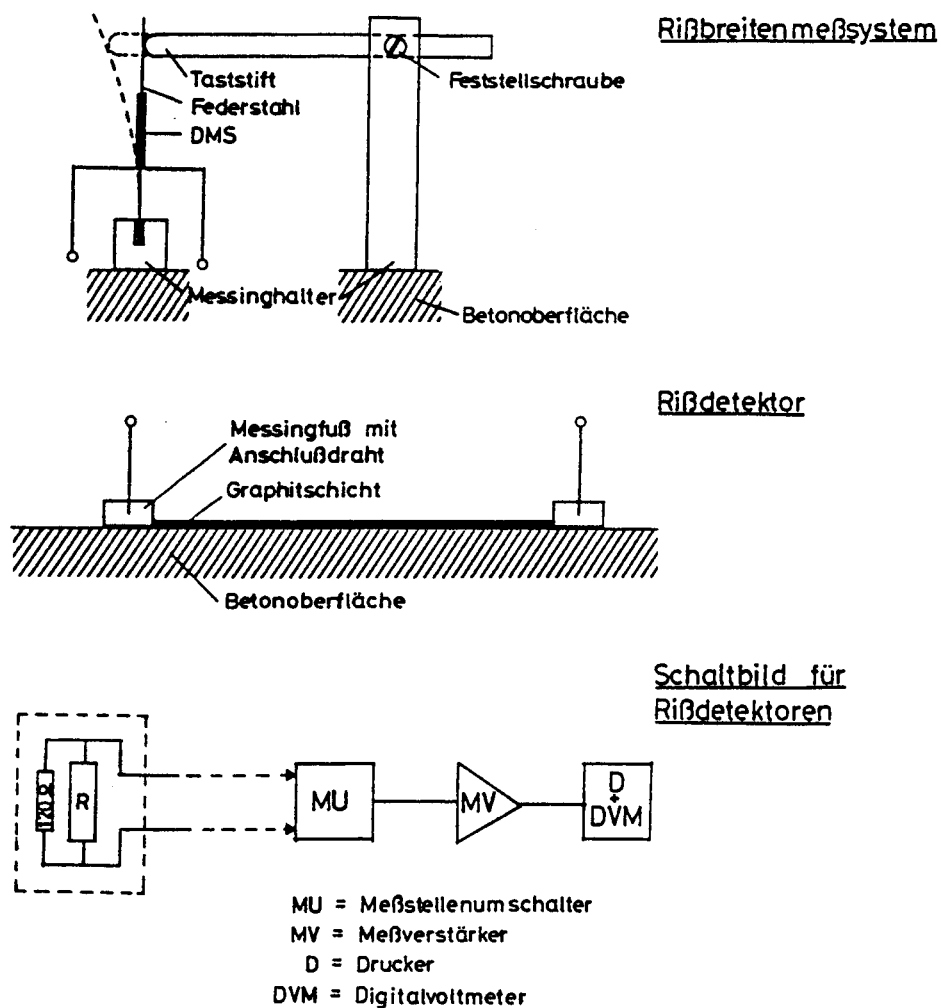 Rißbreitenmeßsystem
Taststift
Federstahl
DMS
Feststellschraube
Messinghalter
Betonoberfläche
Rißdetektor
Messingfuß mit
Anschlußdraht
Graphitschicht
Betonoberfläche
Schaltbild für
Rißdetektoren
120 Ω
R
MU
MV
D
+
DVM
MU = Meßstellenumschalter
MV = Meßverstärker
D = Drucker
DVM = Digitalvoltmeter